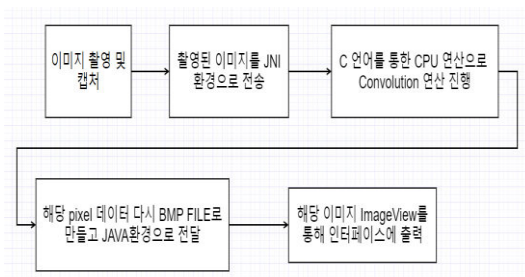 이미지 촬영 및
캡처
촬영된 이미지를 JNI
환경으로 전송
C 언어를 통한 CPU 연산으로
Convolution 연산 진행
해당 pixel 데이터 다시 BMP FILE로
만들고 JAVA환경으로 전달
해당 이미지 ImageView를
통해 인터페이스에 출력